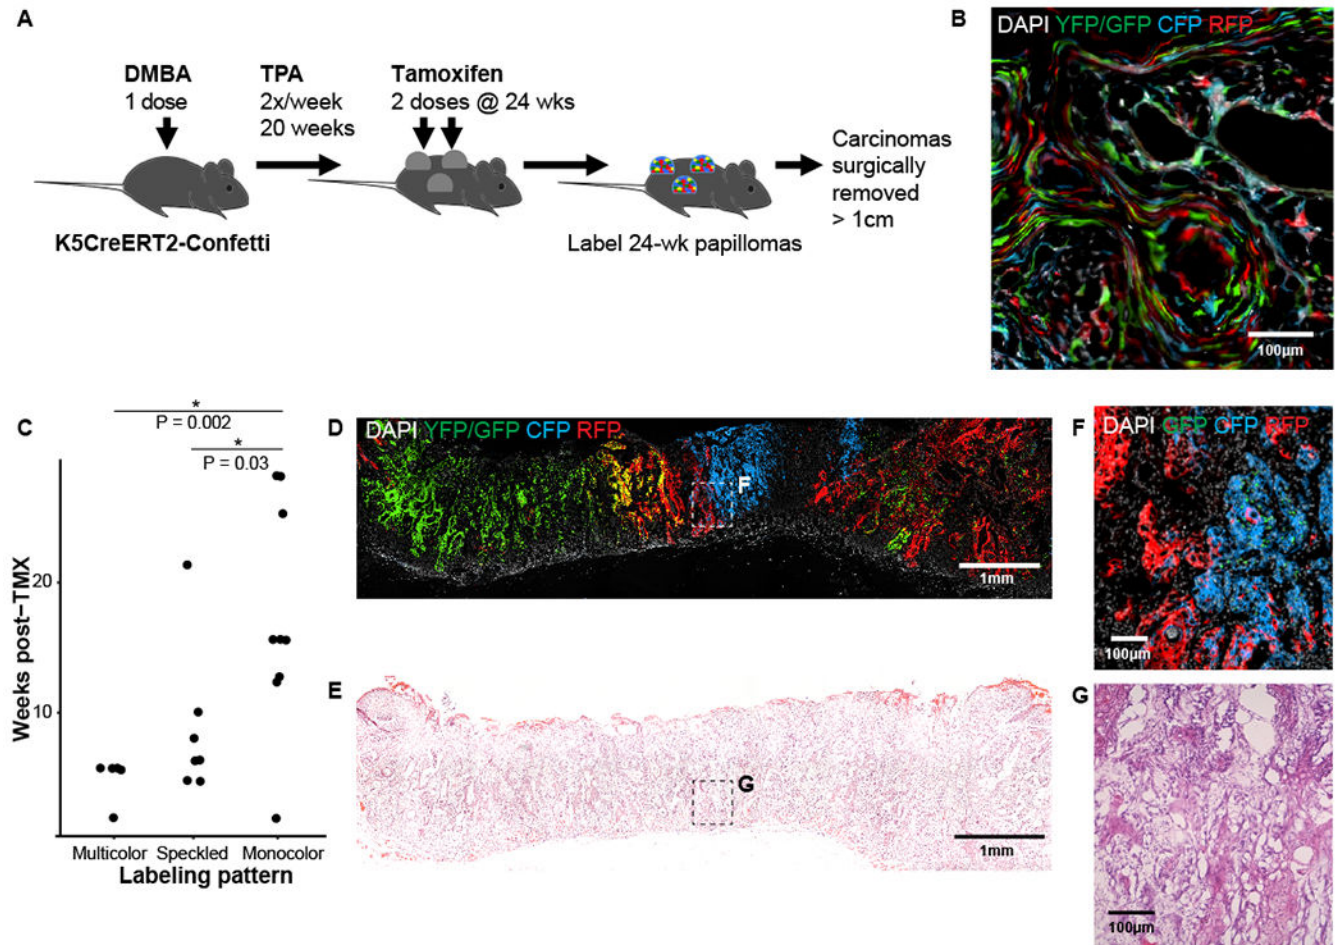 A
DMBA
1 dose
TPA
2x/week
20 weeks
Tamoxifen
2 doses @ 24 wks
Carcinomas
surgically
removed
> 1cm
K5CreERT2-Confetti
Label 24-wk papillomas
B
DAPI YFP/GFP CFP RFP
100µm
C
*
P = 0.002
*
P = 0.03
Weeks post−TMX
20
10
Multicolor
Speckled
Monocolor
Labeling pattern
D
DAPI YFP/GFP CFP RFP
F
1mm
E
G
1mm
F
DAPI GFP CFP RFP
100µm
G
100µm